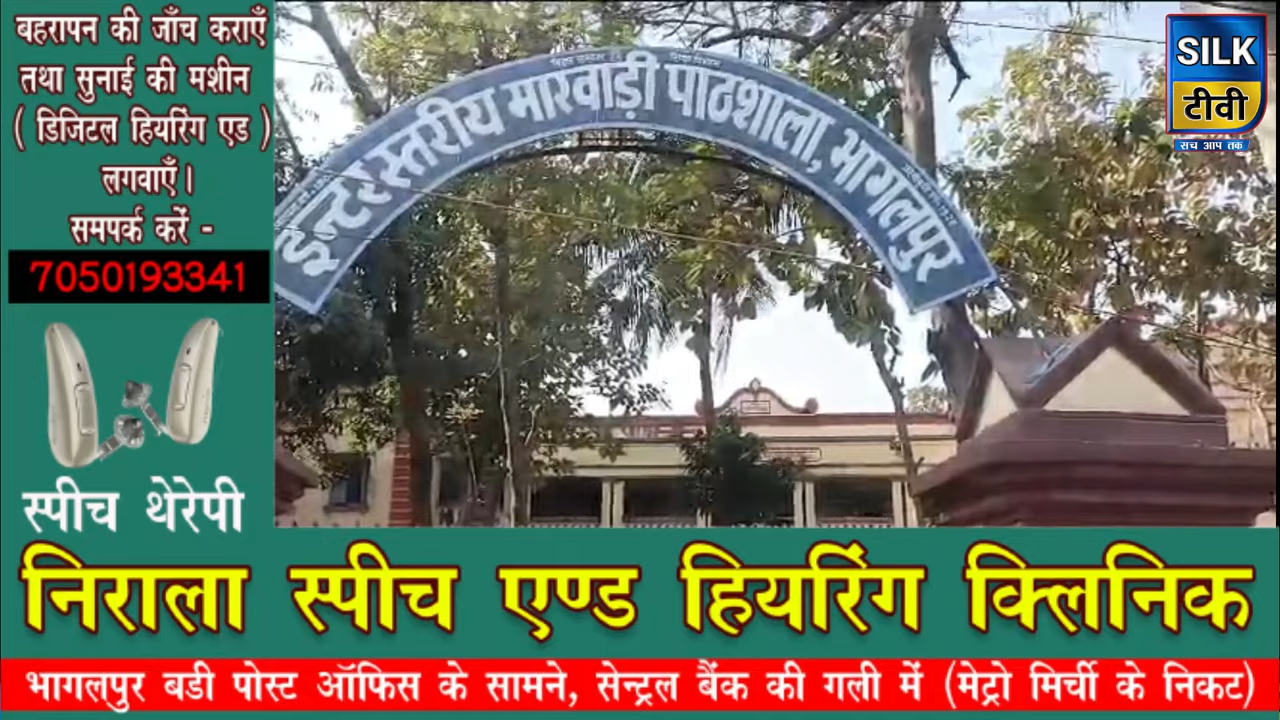 बहरापन की जाँच कराएँ
तथा सुनाई की मशीन
( डिजिटल हियरिंग एड )
लगवाएँ।
समपर्क करें -
7050193341
स्पीच थेरेपी
इन्टर स्तरीय मारवाड़ी पाठशाला, भागलपुर
SILK
टीवी
सच आप तक
निराला स्पीच एण्ड हियरिंग क्लिनिक
भागलपुर बडी पोस्ट ऑफिस के सामने, सेन्ट्रल बैंक की गली में (मेट्रो मिर्ची के निकट)